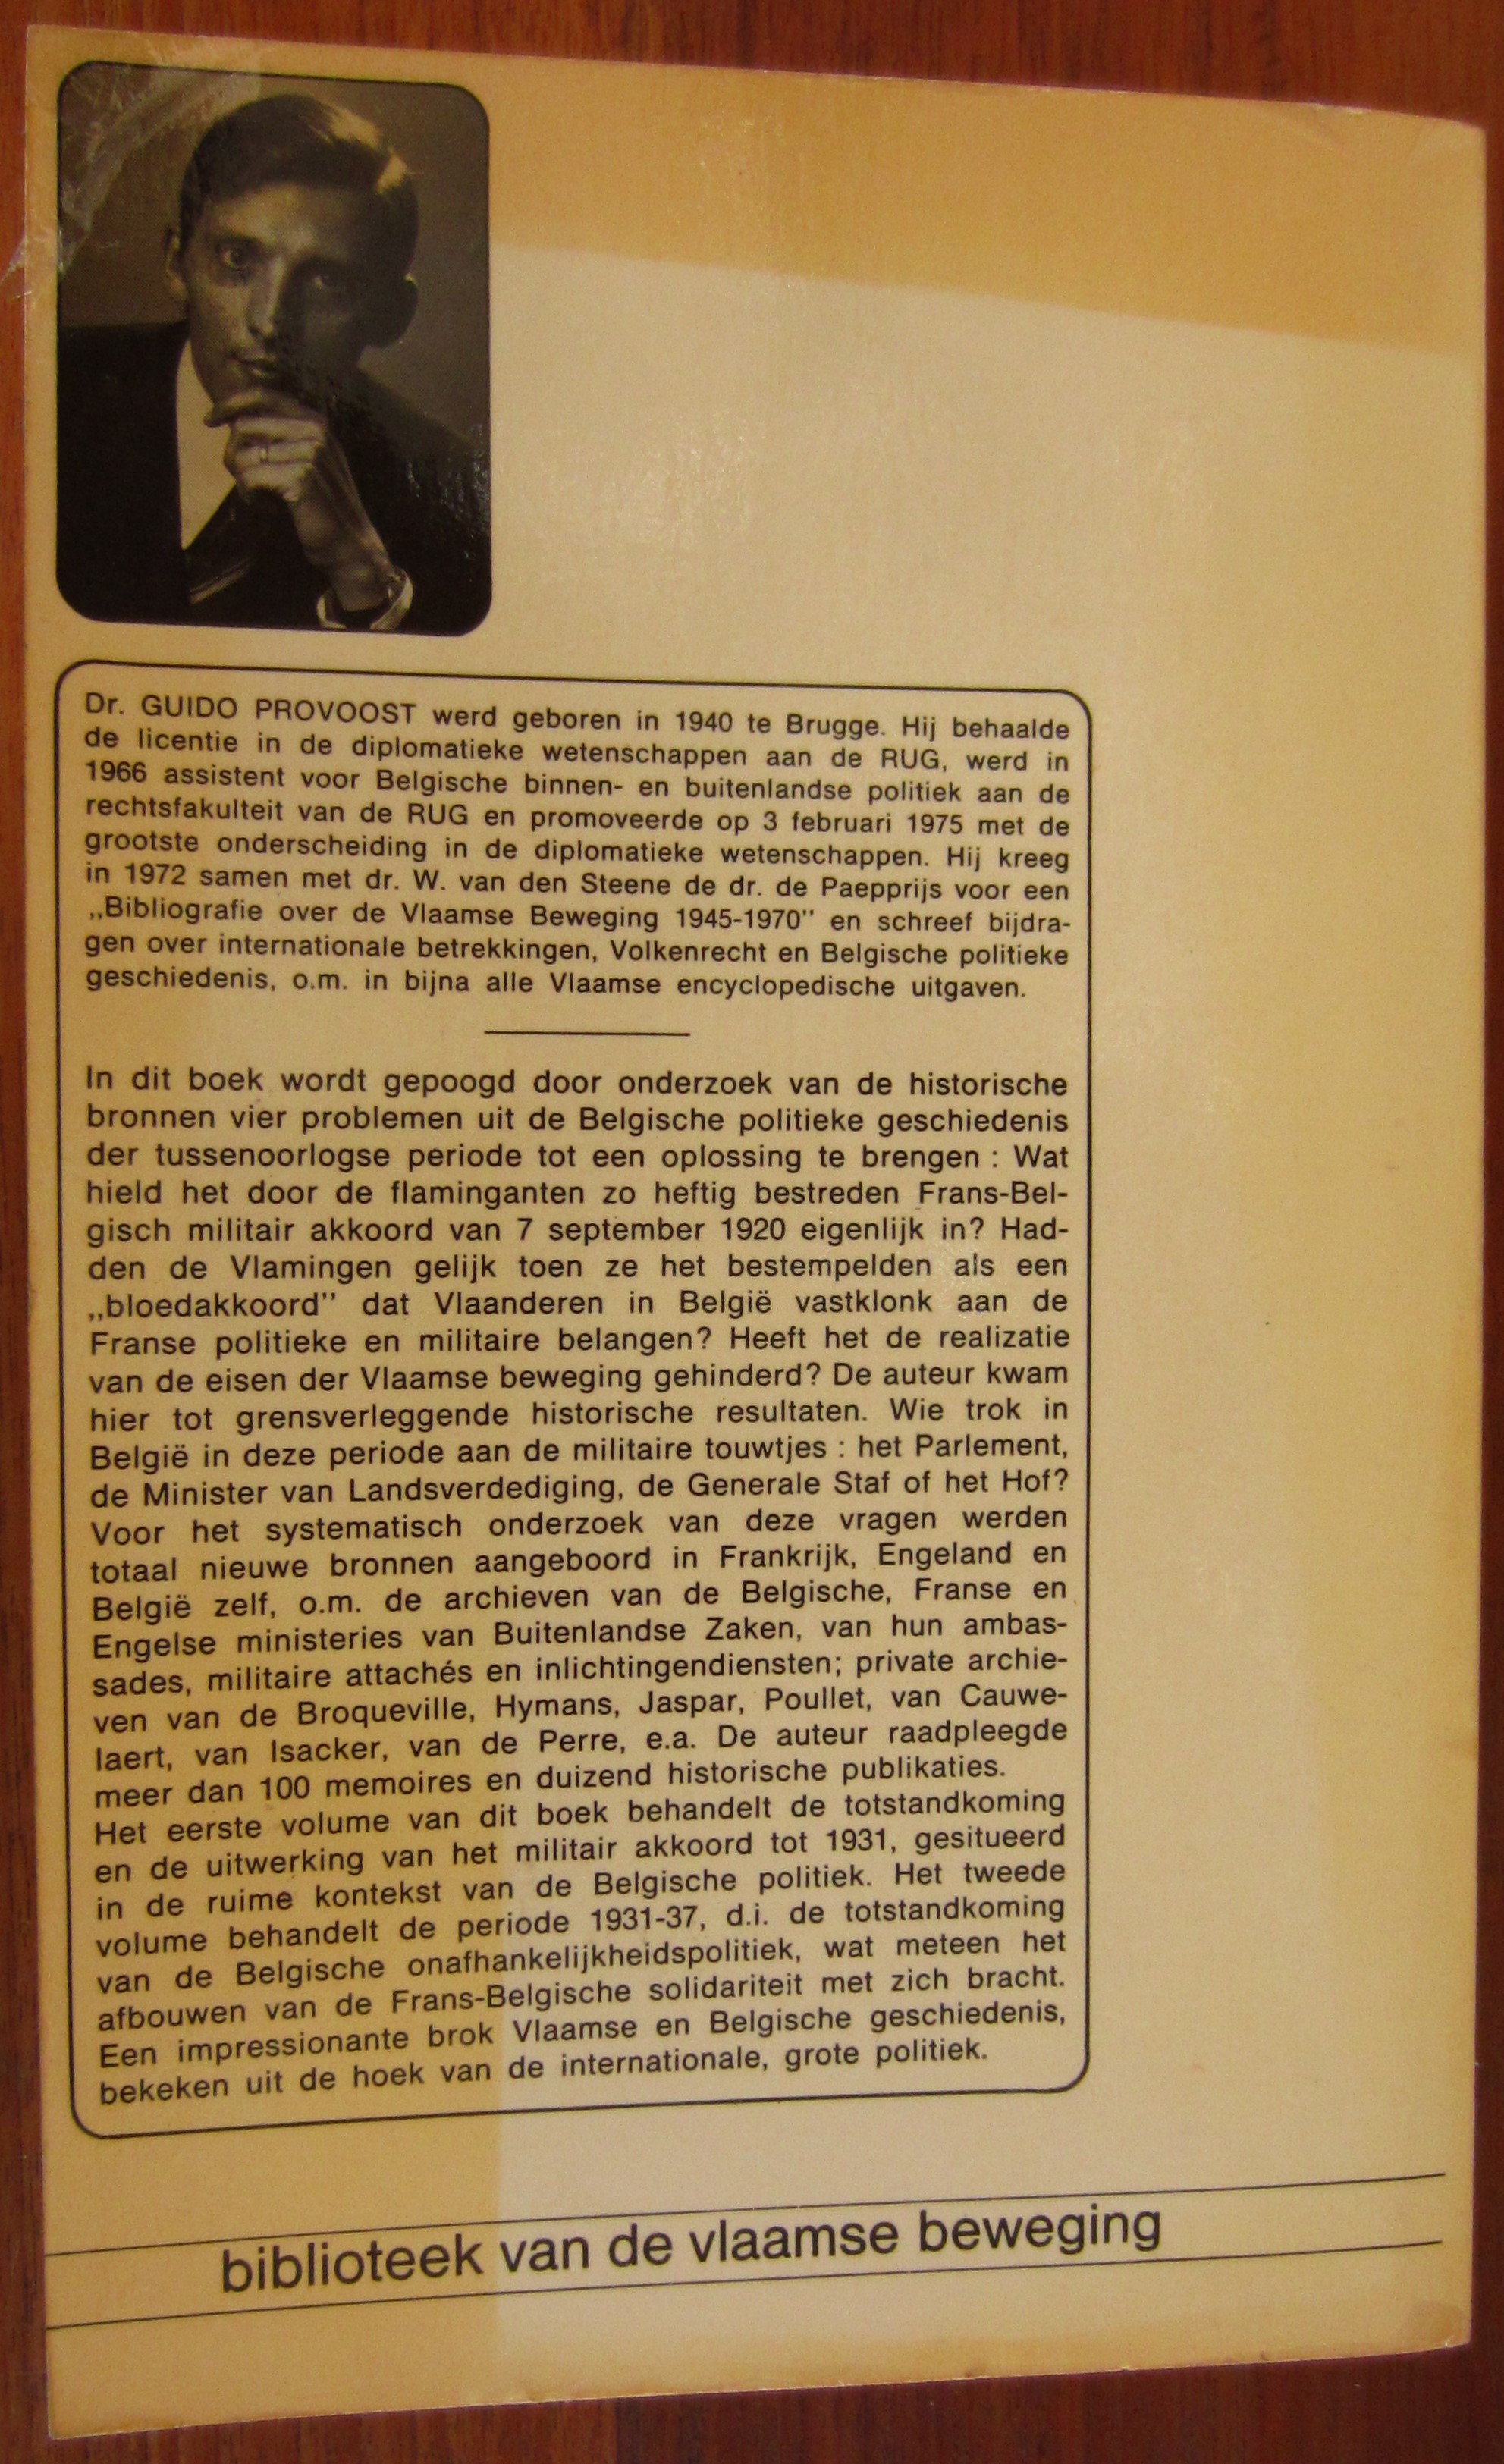 Dr. GUIDO PROVOOST werd geboren in 1940 te Brugge. Hij behaalde
de licentie in de diplomatieke wetenschappen aan de RUG, werd in
1966 assistent voor Belgische binnen- en buitenlandse politiek aan de
rechtsfakulteit van de RUG en promoveerde op 3 februari 1975 met de
grootste onderscheiding in de diplomatieke wetenschappen. Hij kreeg
in 1972 samen met dr. W. van den Steene de dr. de Paepprijs voor een
„Bibliografie over de Vlaamse Beweging 1945-1970” en schreef bijdra-
gen over internationale betrekkingen, Volkenrecht en Belgische politieke
geschiedenis, o.m. in bijna alle Vlaamse encyclopedische uitgaven.
In dit boek wordt gepoogd door onderzoek van de historische
bronnen vier problemen uit de Belgische politieke geschiedenis
der tussenoorlogse periode tot een oplossing te brengen : Wat
hield het door de flaminganten zo heftig bestreden Frans-Bel-
gisch militair akkoord van 7 september 1920 eigenlijk in? Had-
den de Vlamingen gelijk toen ze het bestempelden als een
„bloedakkoord” dat Vlaanderen in België vastklonk aan de
Franse politieke en militaire belangen? Heeft het de realizatie
van de eisen der Vlaamse beweging gehinderd? De auteur kwam
hier tot grensverleggende historische resultaten. Wie trok in
België in deze periode aan de militaire touwtjes : het Parlement,
de Minister van Landsverdediging, de Generale Staf of het Hof?
Voor het systematisch onderzoek van deze vragen werden
totaal nieuwe bronnen aangeboord in Frankrijk, Engeland en
België zelf, o.m. de archieven van de Belgische, Franse en
Engelse ministeries van Buitenlandse Zaken, van hun ambas-
sades, militaire attachés en inlichtingendiensten; private archie-
ven van de Broqueville, Hymans, Jaspar, Poullet, van Cauwe-
laert, van Isacker, van de Perre, e.a. De auteur raadpleegde
meer dan 100 memoires en duizend historische publikaties.
Het eerste volume van dit boek behandelt de totstandkoming
en de uitwerking van het militair akkoord tot 1931, gesitueerd
in de ruime kontekst van de Belgische politiek. Het tweede
volume behandelt de periode 1931-37, d.i. de totstandkoming
van de Belgische onafhankelijkheidspolitiek, wat meteen het
afbouwen van de Frans-Belgische solidariteit met zich bracht.
Een impressionante brok Vlaamse en Belgische geschiedenis,
bekeken uit de hoek van de internationale, grote politiek.
biblioteek van de vlaamse beweging